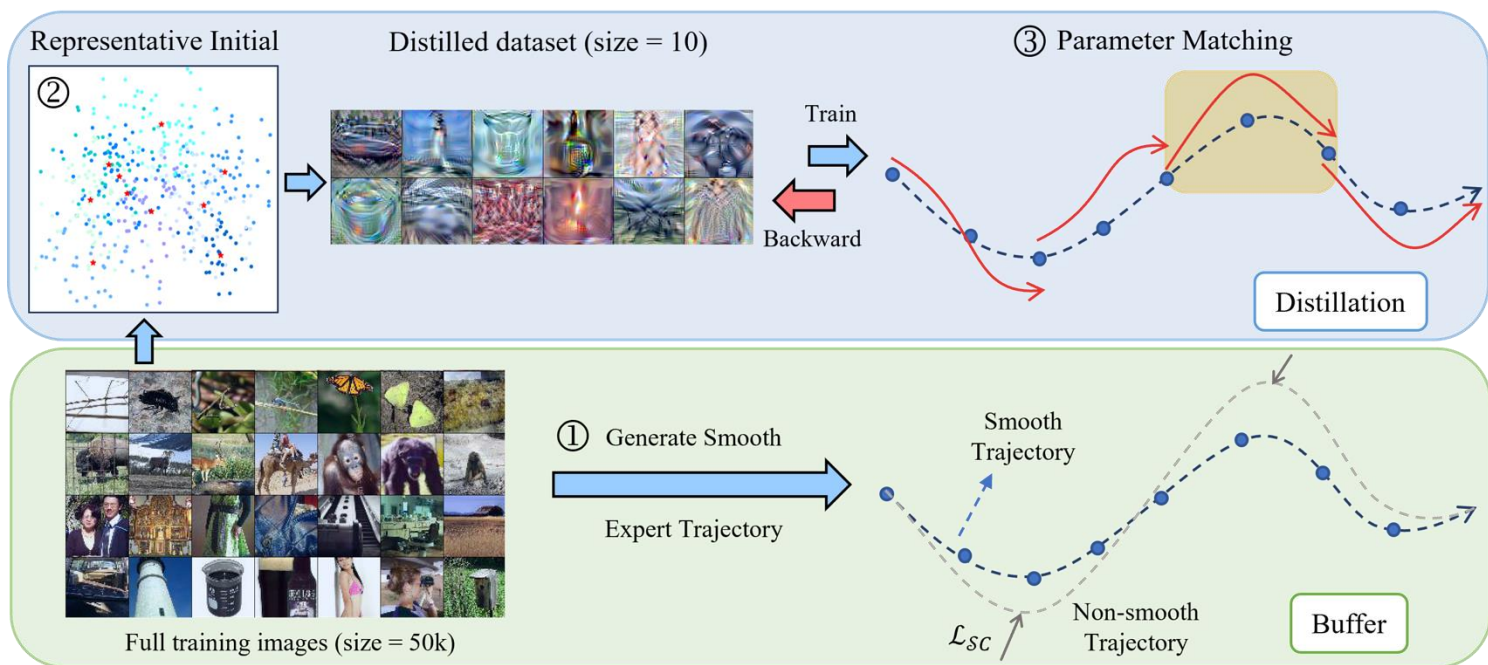 Representative Initial
Distilled dataset (size = 10)
③ Parameter Matching
②
Train
Backward
Distillation
① Generate Smooth
Expert Trajectory
Smooth
Trajectory
Non-smooth
Trajectory
ℒ_SC
Buffer
Full training images (size = 50k)